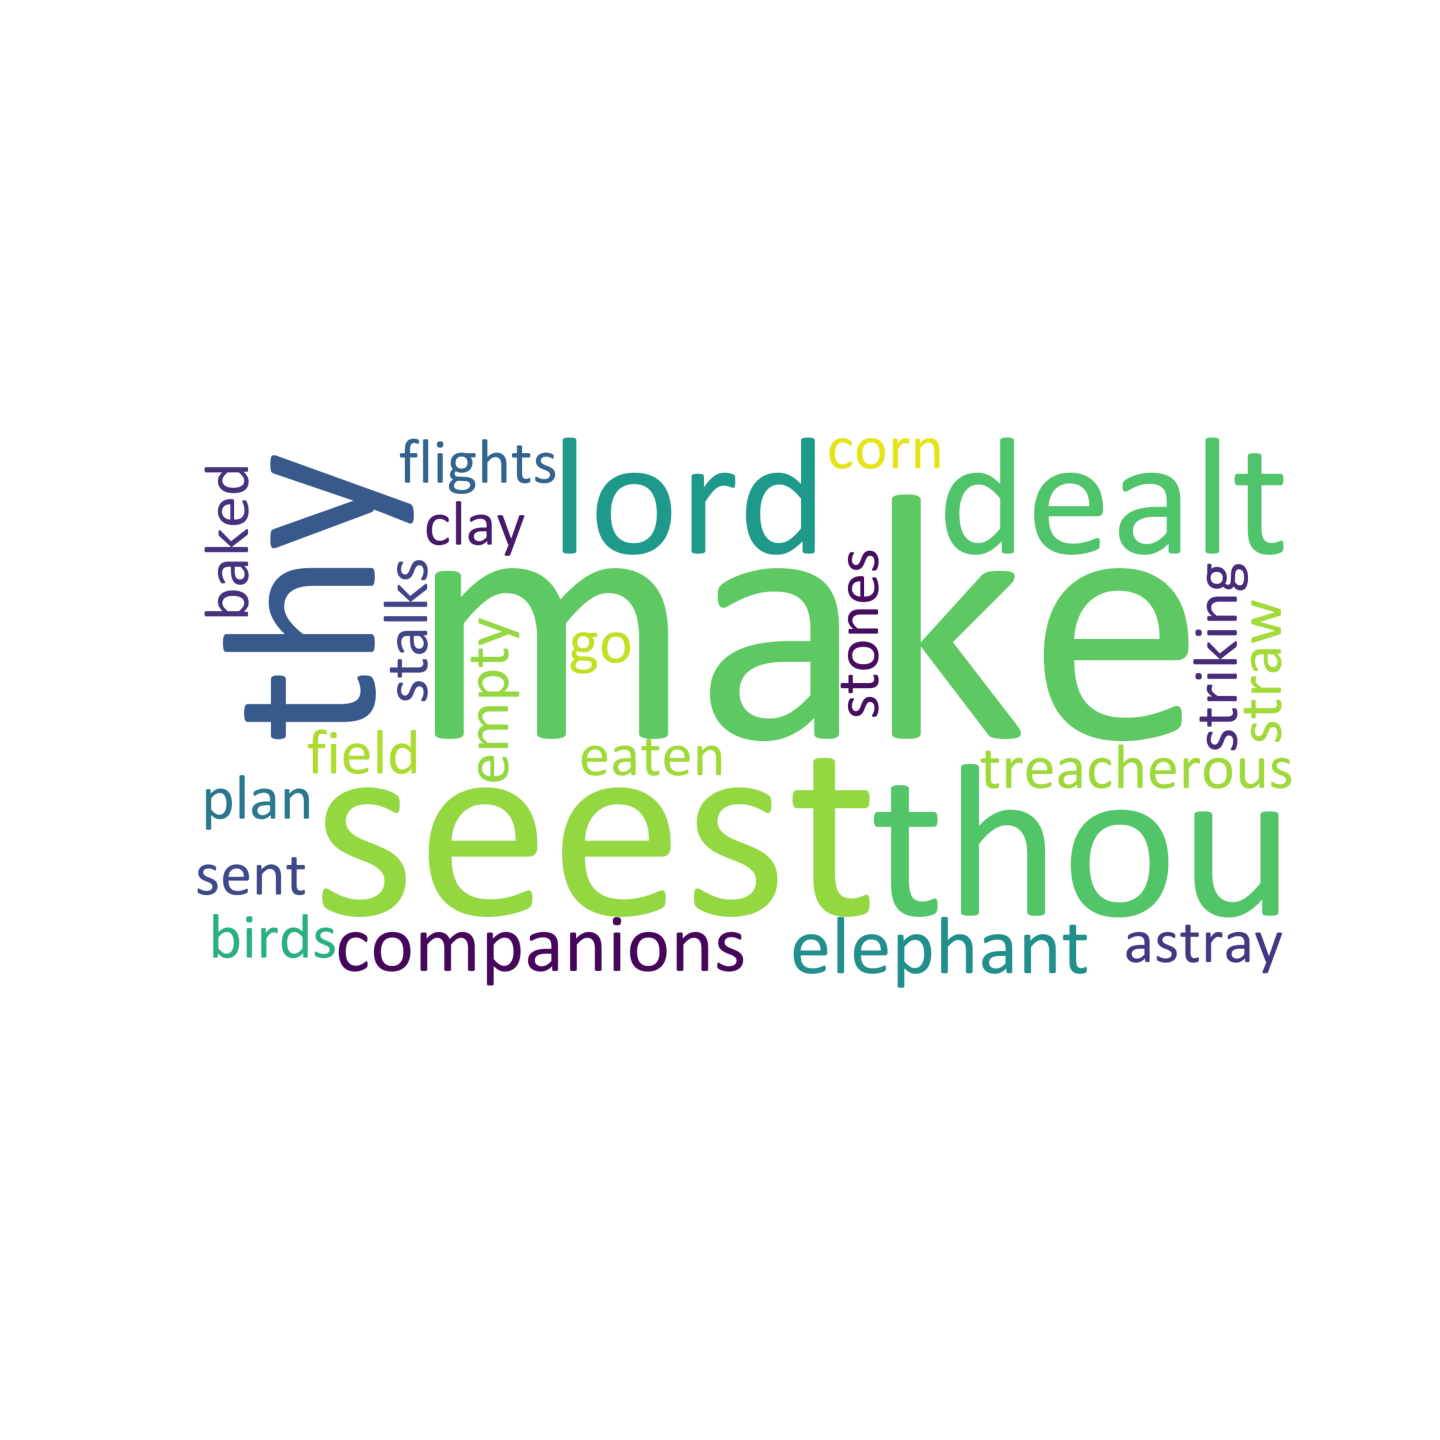 flights
lord
corn
dealt
baked
thy
clay
stalks
make
empty
go
stones
striking
straw
field
eaten
treacherous
plan
seest
thou
sent
birds
companions
elephant
astray